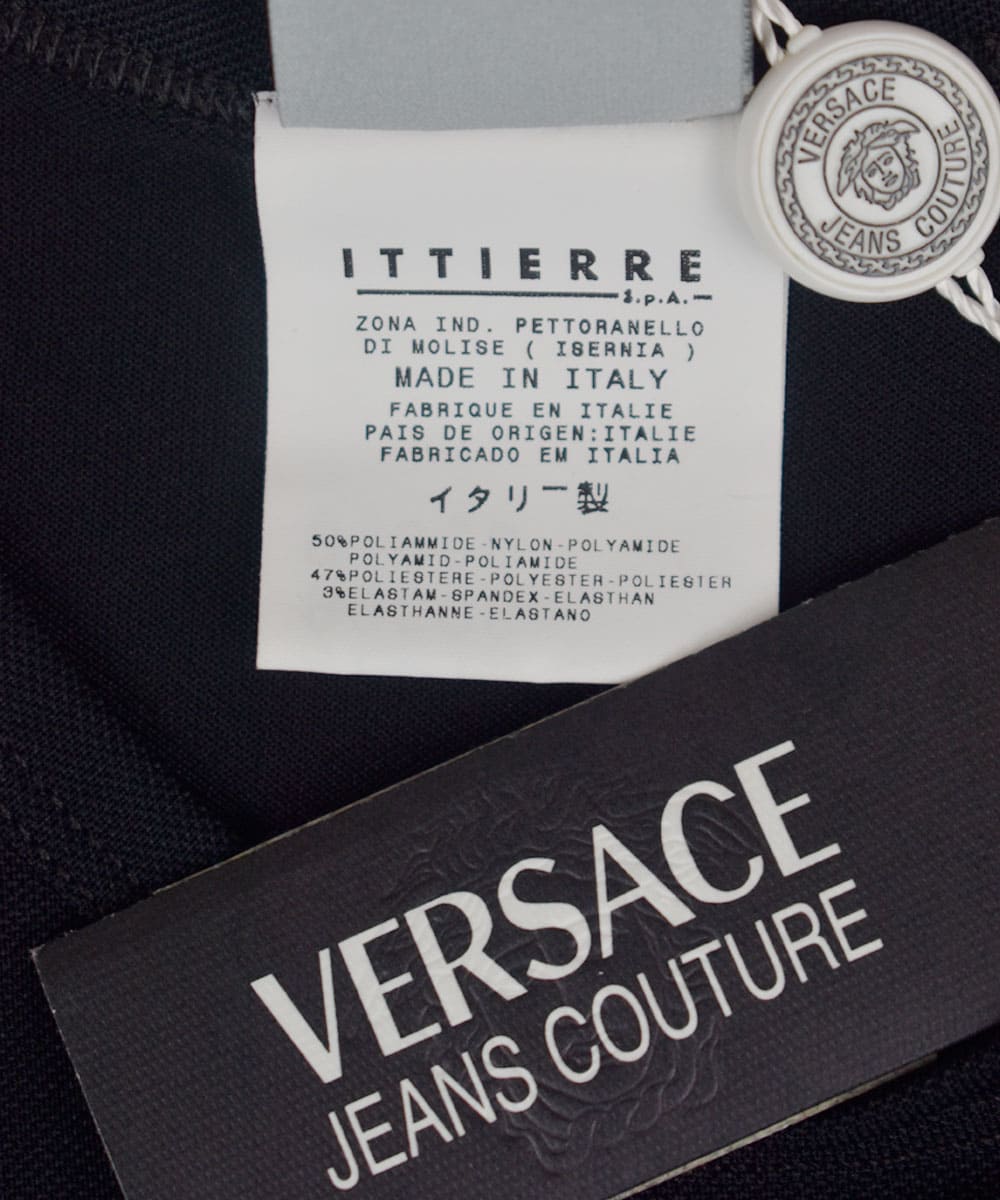 VERSACE
JEANS COUTURE
ITTIERRE
S.p.A.
ZONA IND. PETTORANELLO
DI MOLISE ( ISERNIA )
MADE IN ITALY
FABRIQUE EN ITALIE
PAIS DE ORIGEN:ITALIE
FABRICADO EM ITALIA
イタリー製
50%POLIAMMIDE-NYLON-POLYAMIDE
POLYAMID-POLIAMIDE
47%POLIESTERE-POLYESTER-POLIESTER
3%ELASTAM-SPANDEX-ELASTHAN
ELASTHANNE-ELASTANO
VERSACE
JEANS COUTURE